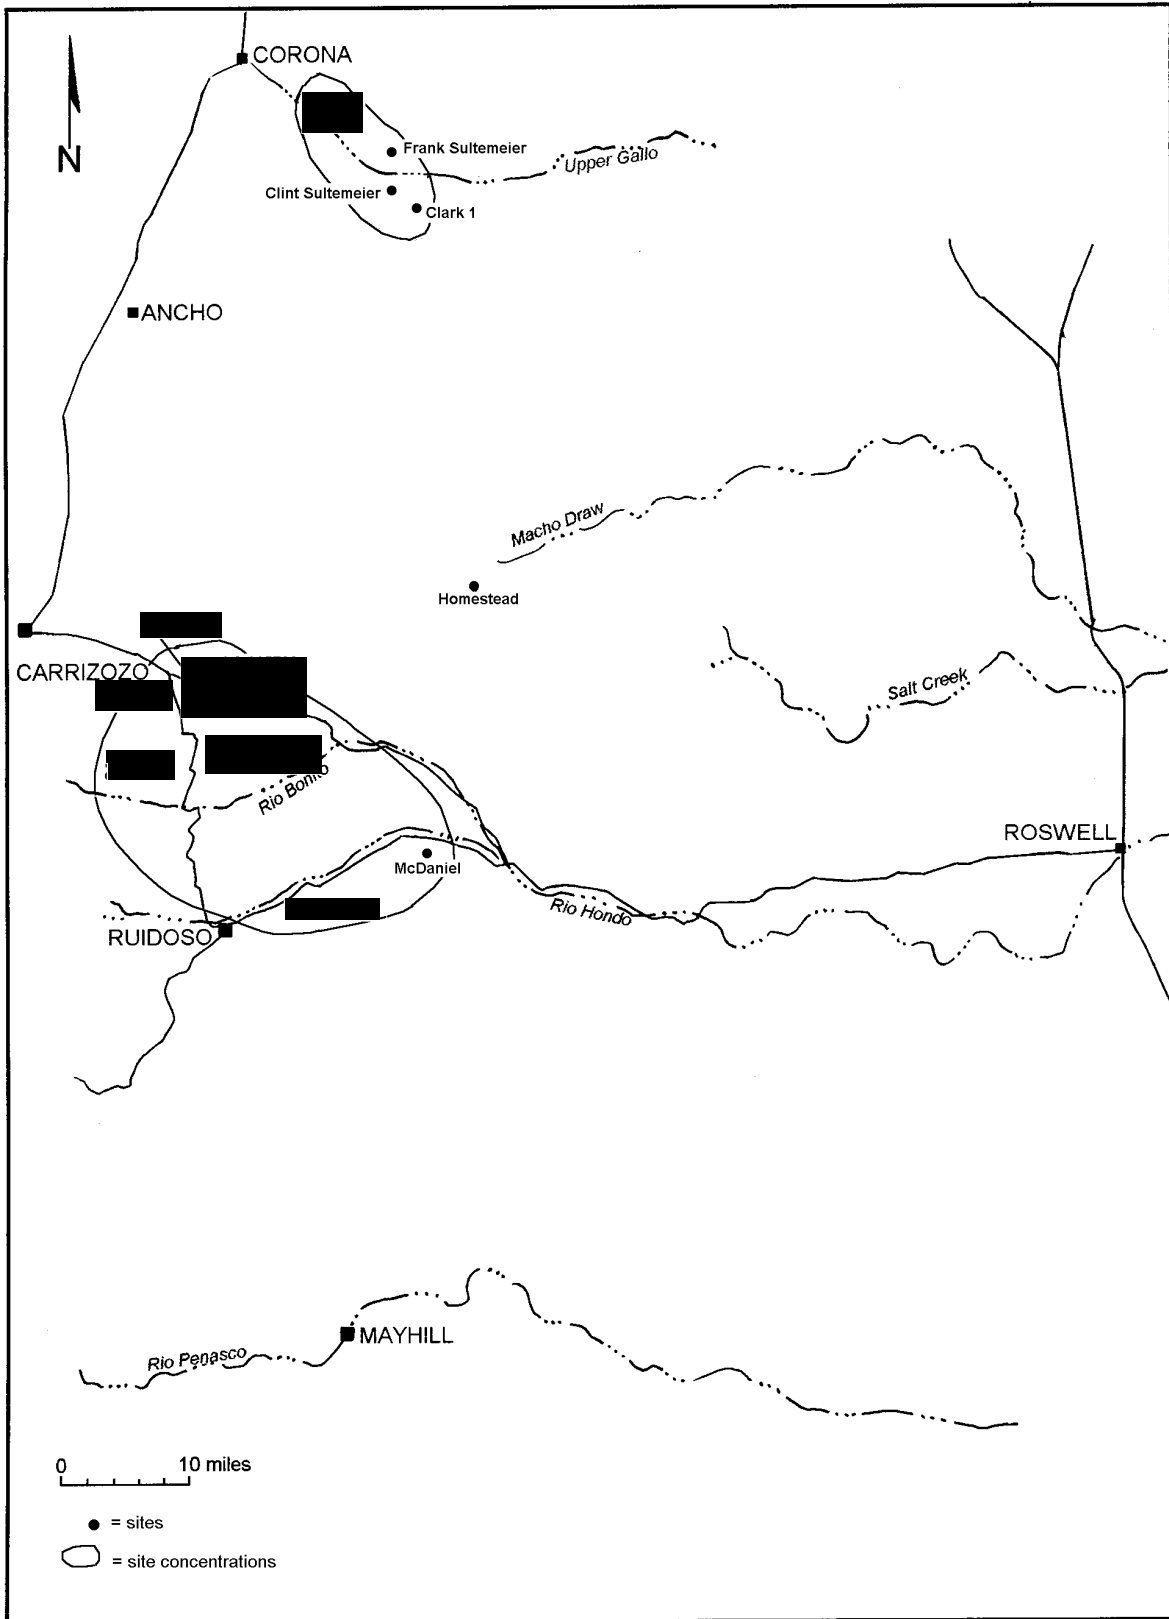 CORONA
Frank Sultemeier
Upper Gallo
Clint Sultemeier
Clark 1
N
ANCHO
Macho Draw
Homestead
CARRIZOZO
Salt Creek
Rio Bonito
ROSWELL
McDaniel
Rio Hondo
RUIDOSO
MAYHILL
Rio Penasco
0 10 miles
= sites
= site concentrations